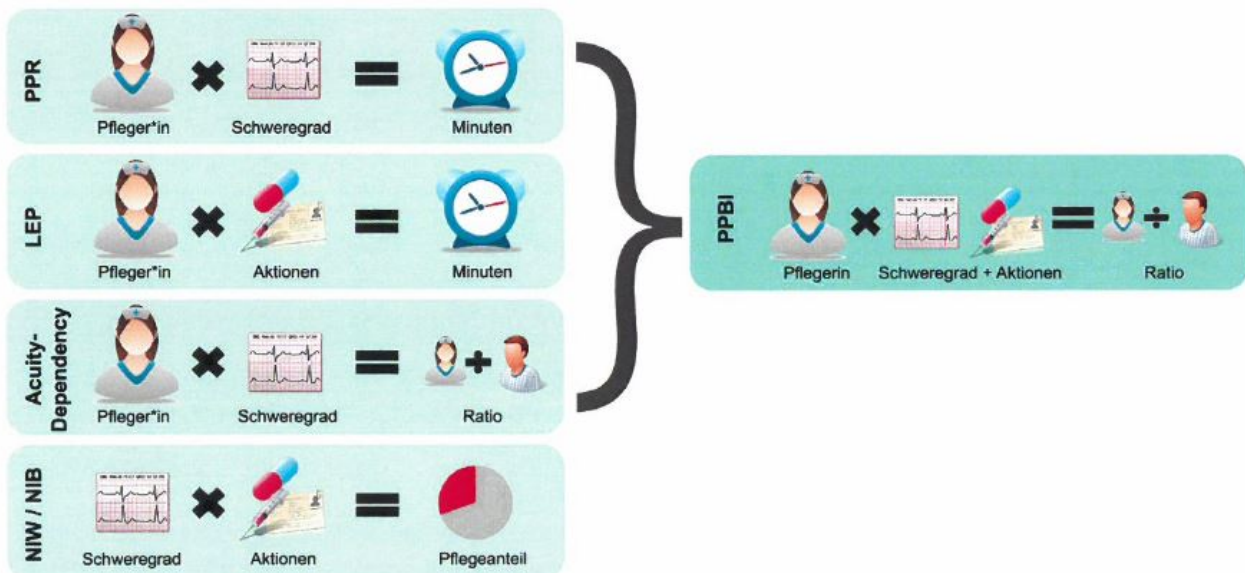 PPR
Pfleger*in
Schweregrad
Minuten
LEP
Pfleger*in
Aktionen
Minuten
Acuity-
Dependency
Pfleger*in
Schweregrad
Ratio
NIW / NIB
Schweregrad
Aktionen
Pflegeanteil
PPBI
Pflegerin
Schweregrad + Aktionen
Ratio